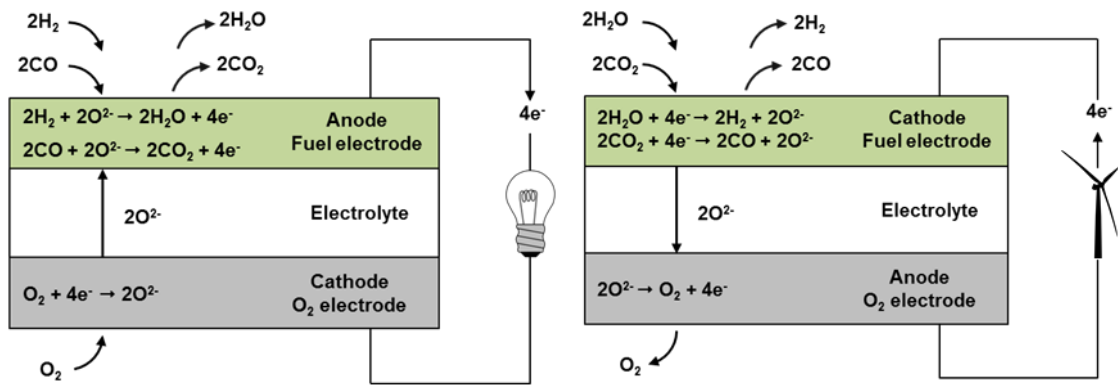 2H₂
2H₂O
2CO
2CO₂
2H₂ + 2O²⁻ → 2H₂O + 4e⁻
2CO + 2O²⁻ → 2CO₂ + 4e⁻
Anode
Fuel electrode
4e⁻
2O²⁻
Electrolyte
O₂ + 4e⁻ → 2O²⁻
Cathode
O₂ electrode
O₂
2H₂O
2H₂
2CO₂
2CO
2H₂O + 4e⁻ → 2H₂ + 2O²⁻
2CO₂ + 4e⁻ → 2CO + 2O²⁻
Cathode
Fuel electrode
4e⁻
2O²⁻
Electrolyte
2O²⁻ → O₂ + 4e⁻
Anode
O₂ electrode
O₂